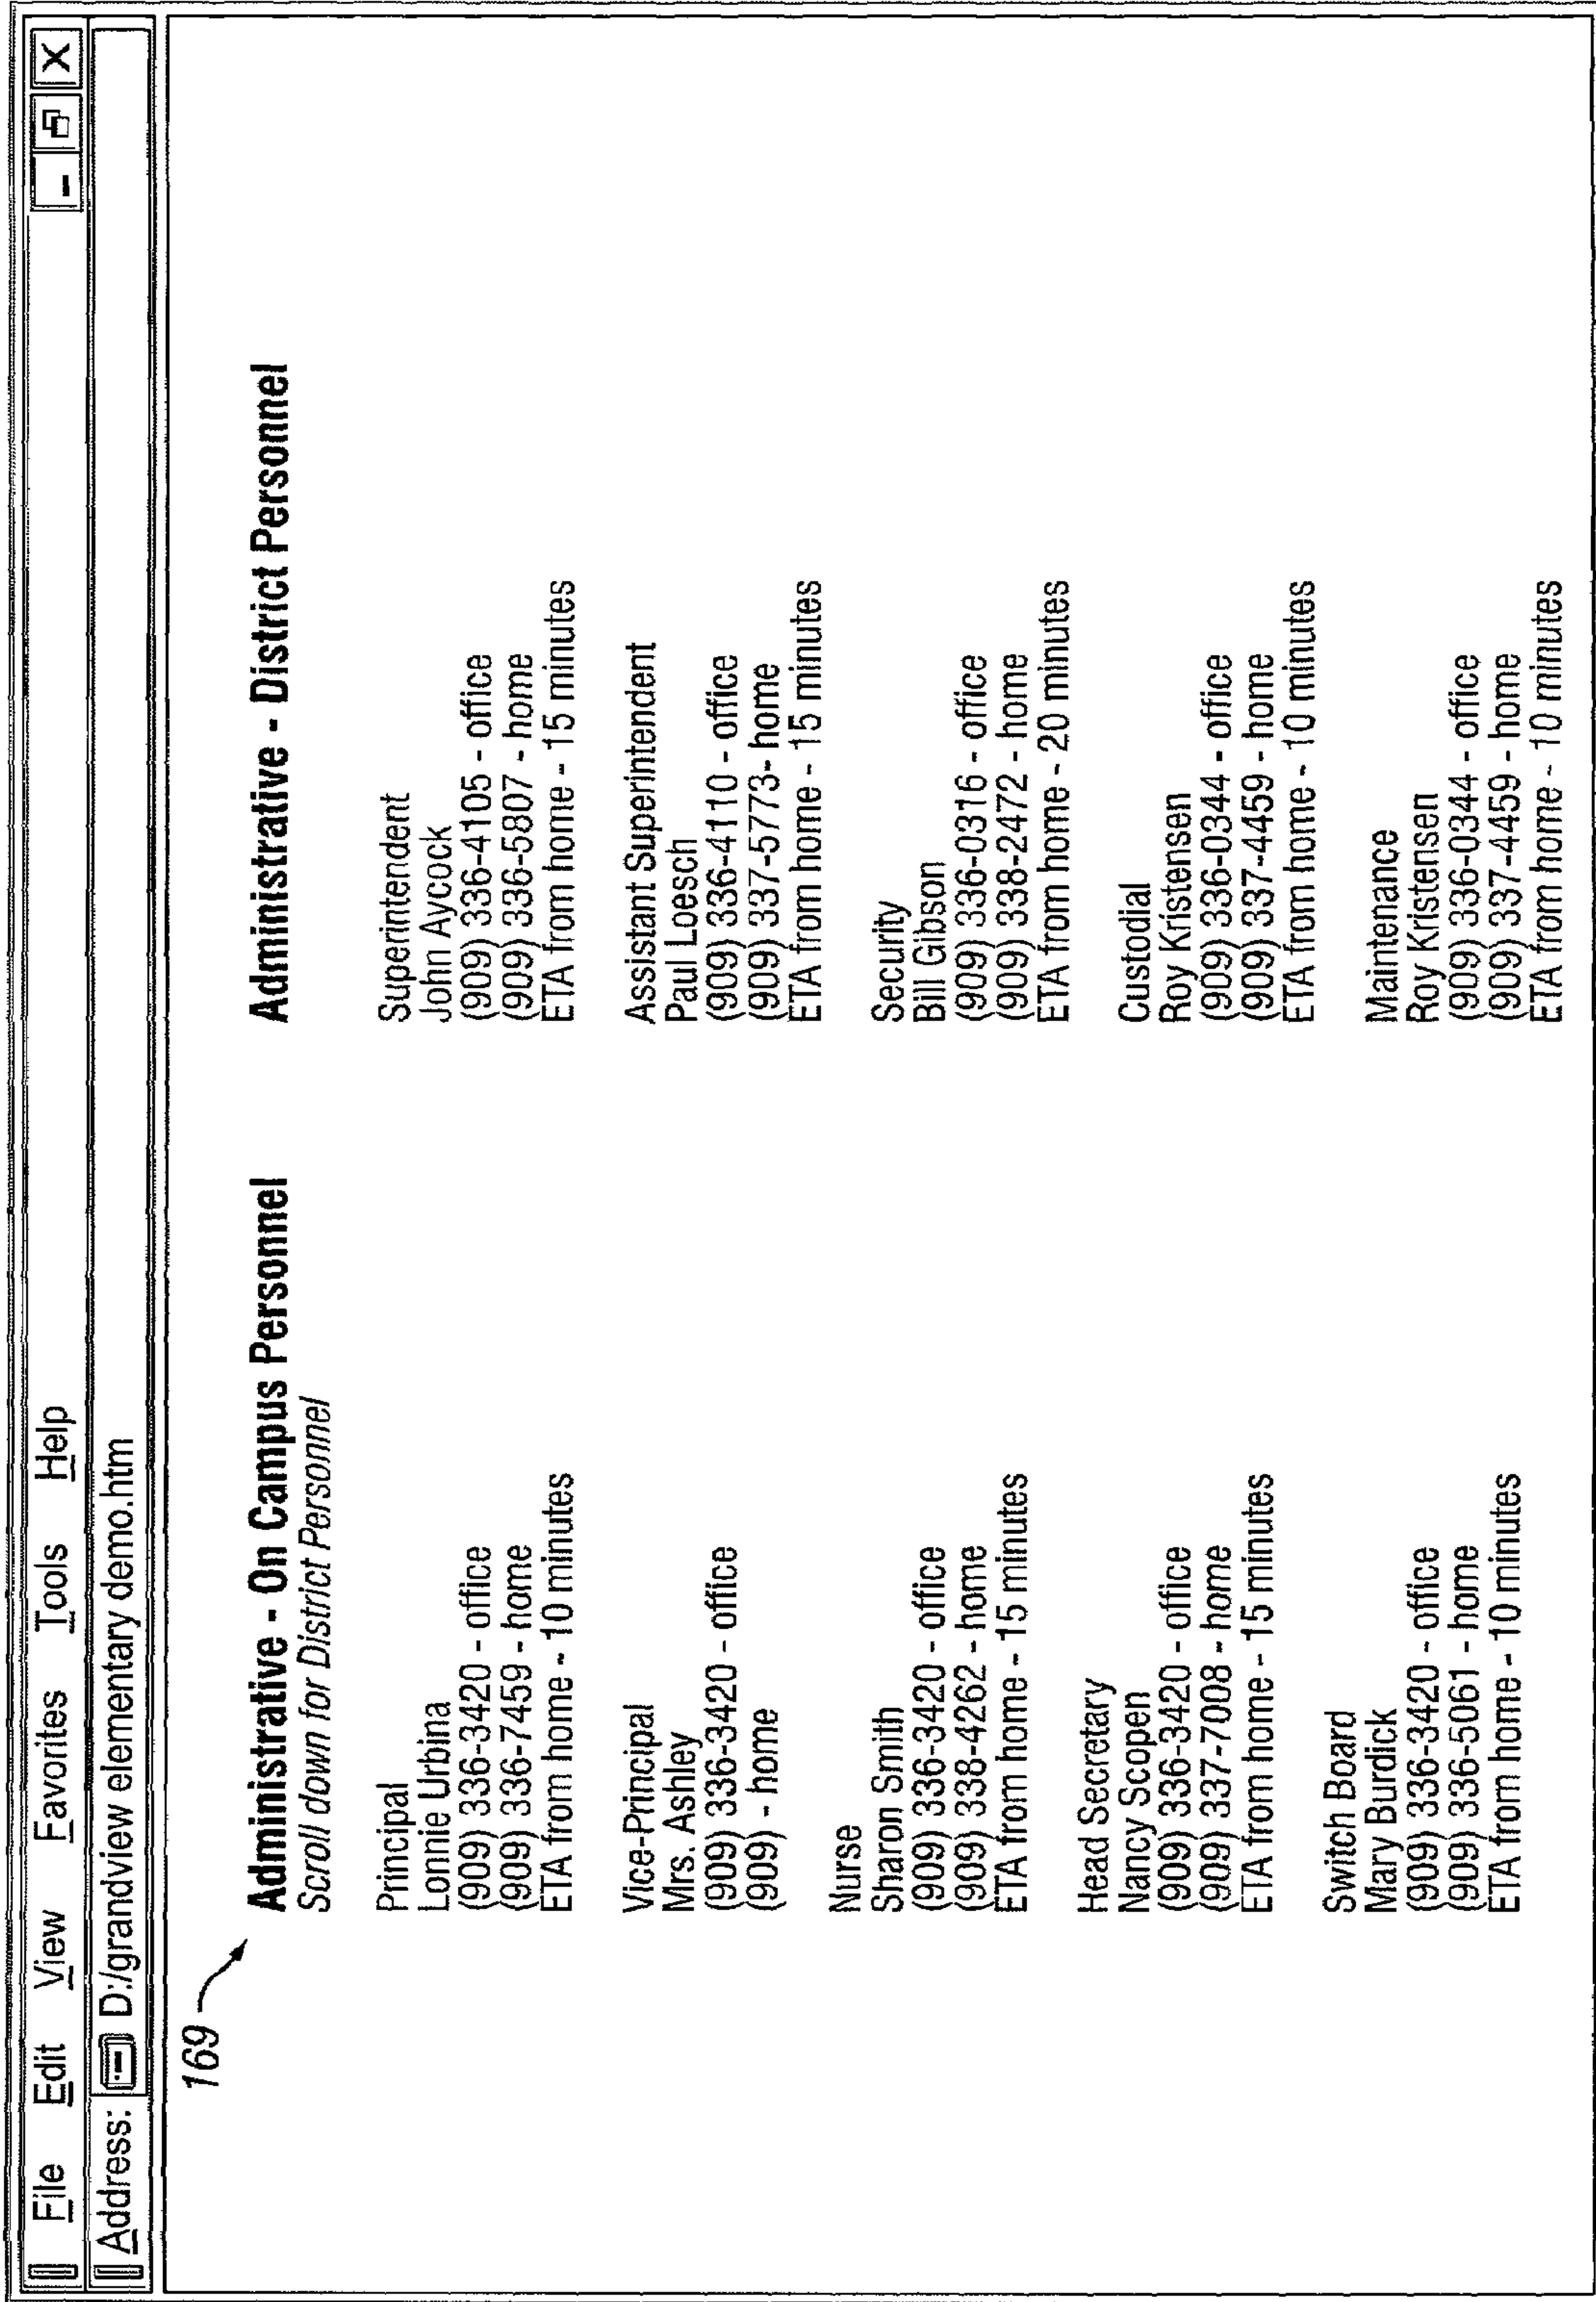 File Edit View Favorites Tools Help
Address: D:/grandview elementary demo.htm
169
Administrative - On Campus Personnel
Scroll down for District Personnel
Principal
Lonnie Urbina
(909) 336-3420 - office
(909) 336-7459 - home
ETA from home - 10 minutes
Vice-Principal
Mrs. Ashley
(909) 336-3420 - office
(909) - home
Nurse
Sharon Smith
(909) 336-3420 - office
(909) 338-4262 - home
ETA from home - 15 minutes
Head Secretary
Nancy Scopen
(909) 336-3420 - office
(909) 337-7008 - home
ETA from home - 15 minutes
Switch Board
Mary Burdick
(909) 336-3420 - office
(909) 336-5061 - home
ETA from home - 10 minutes
Administrative - District Personnel
Superintendent
John Aycock
(909) 336-4105 - office
(909) 336-5807 - home
ETA from home - 15 minutes
Assistant Superintendent
Paul Loesch
(909) 336-4110 - office
(909) 337-5773- home
ETA from home - 15 minutes
Security
Bill Gibson
(909) 336-0316 - office
(909) 338-2472 - home
ETA from home - 20 minutes
Custodial
Roy Kristensen
(909) 336-0344 - office
(909) 337-4459 - home
ETA from home - 10 minutes
Maintenance
Roy Kristensen
(909) 336-0344 - office
(909) 337-4459 - home
ETA from home - 10 minutes